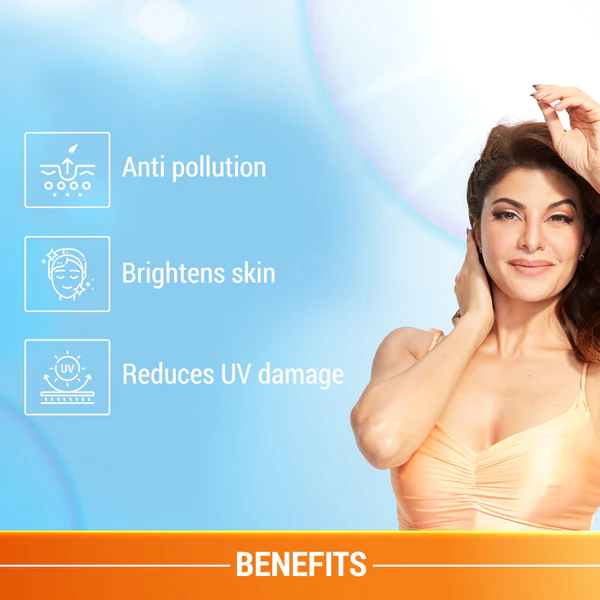 Anti pollution
Brightens skin
UV
Reduces UV damage
BENEFITS